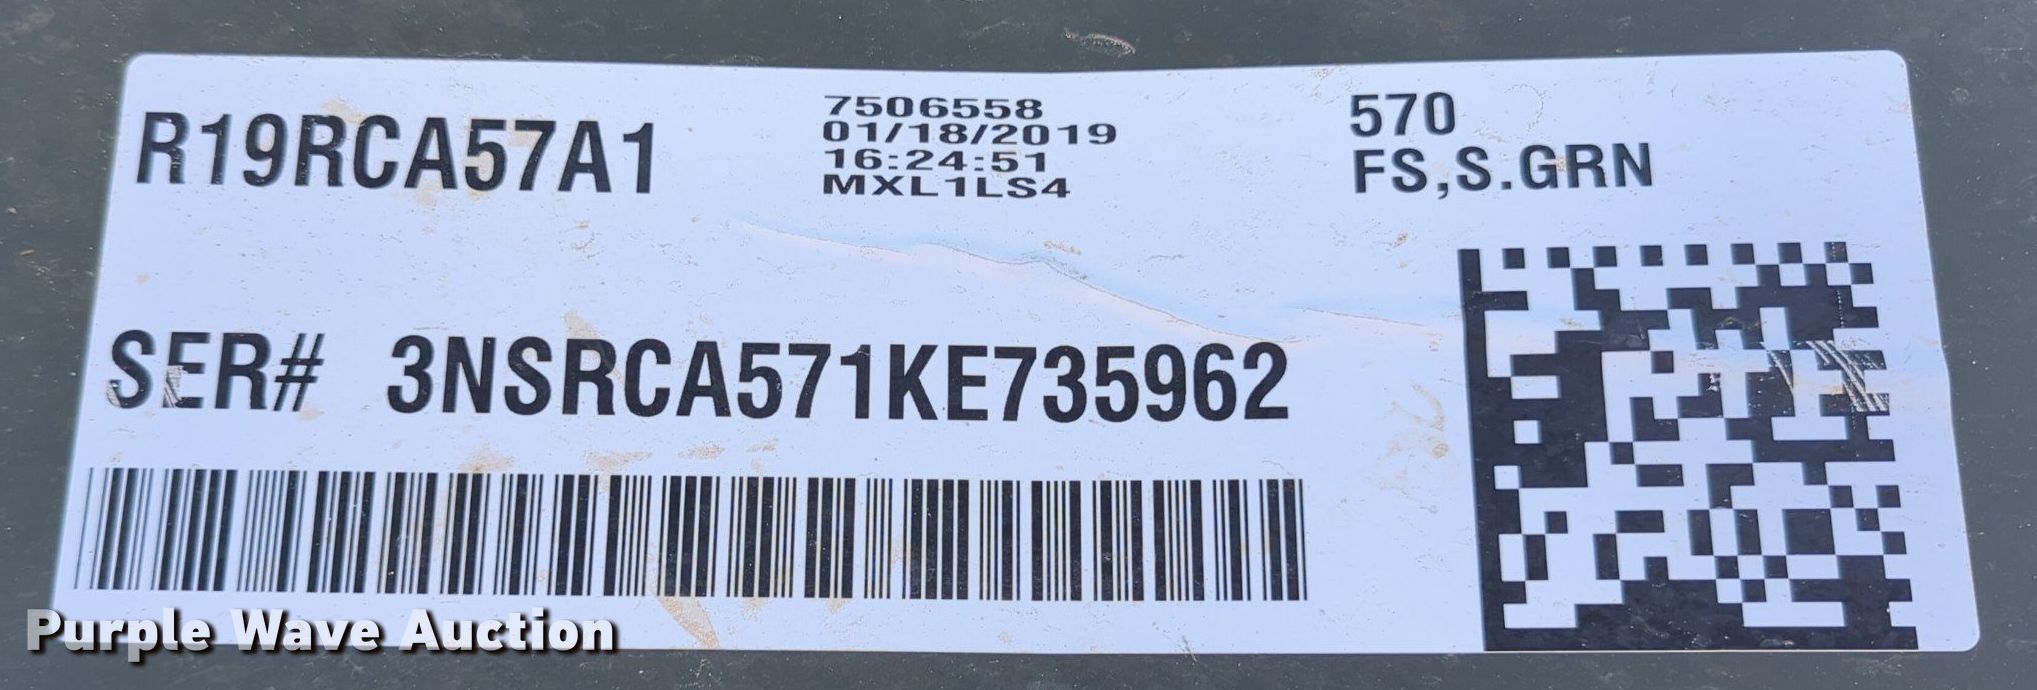 R19RCA57A1
7506558
01/18/2019
16:24:51
MXL1LS4
570
FS,S.GRN
SER# 3NSRCA571KE735962
Purple Wave Auction